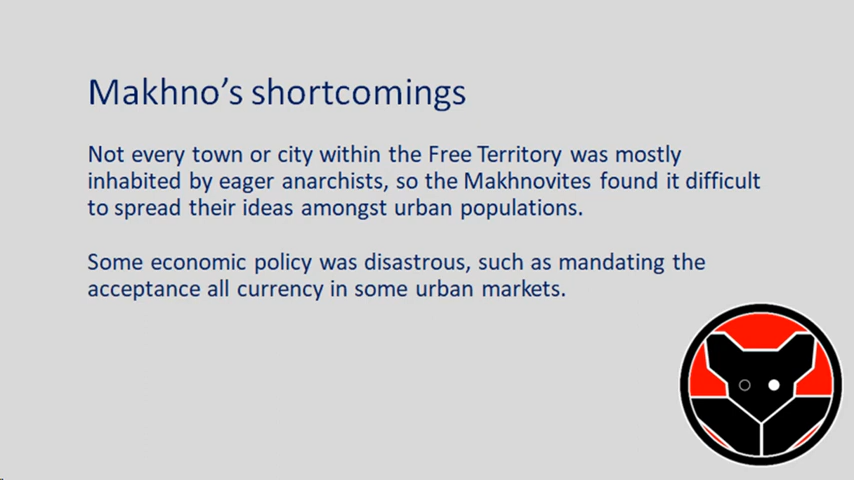 Makhno's shortcomings
Not every town or city within the Free Territory was mostly
inhabited by eager anarchists, so the Makhnovites found it difficult
to spread their ideas amongst urban populations.
Some economic policy was disastrous, such as mandating the
acceptance all currency in some urban markets.